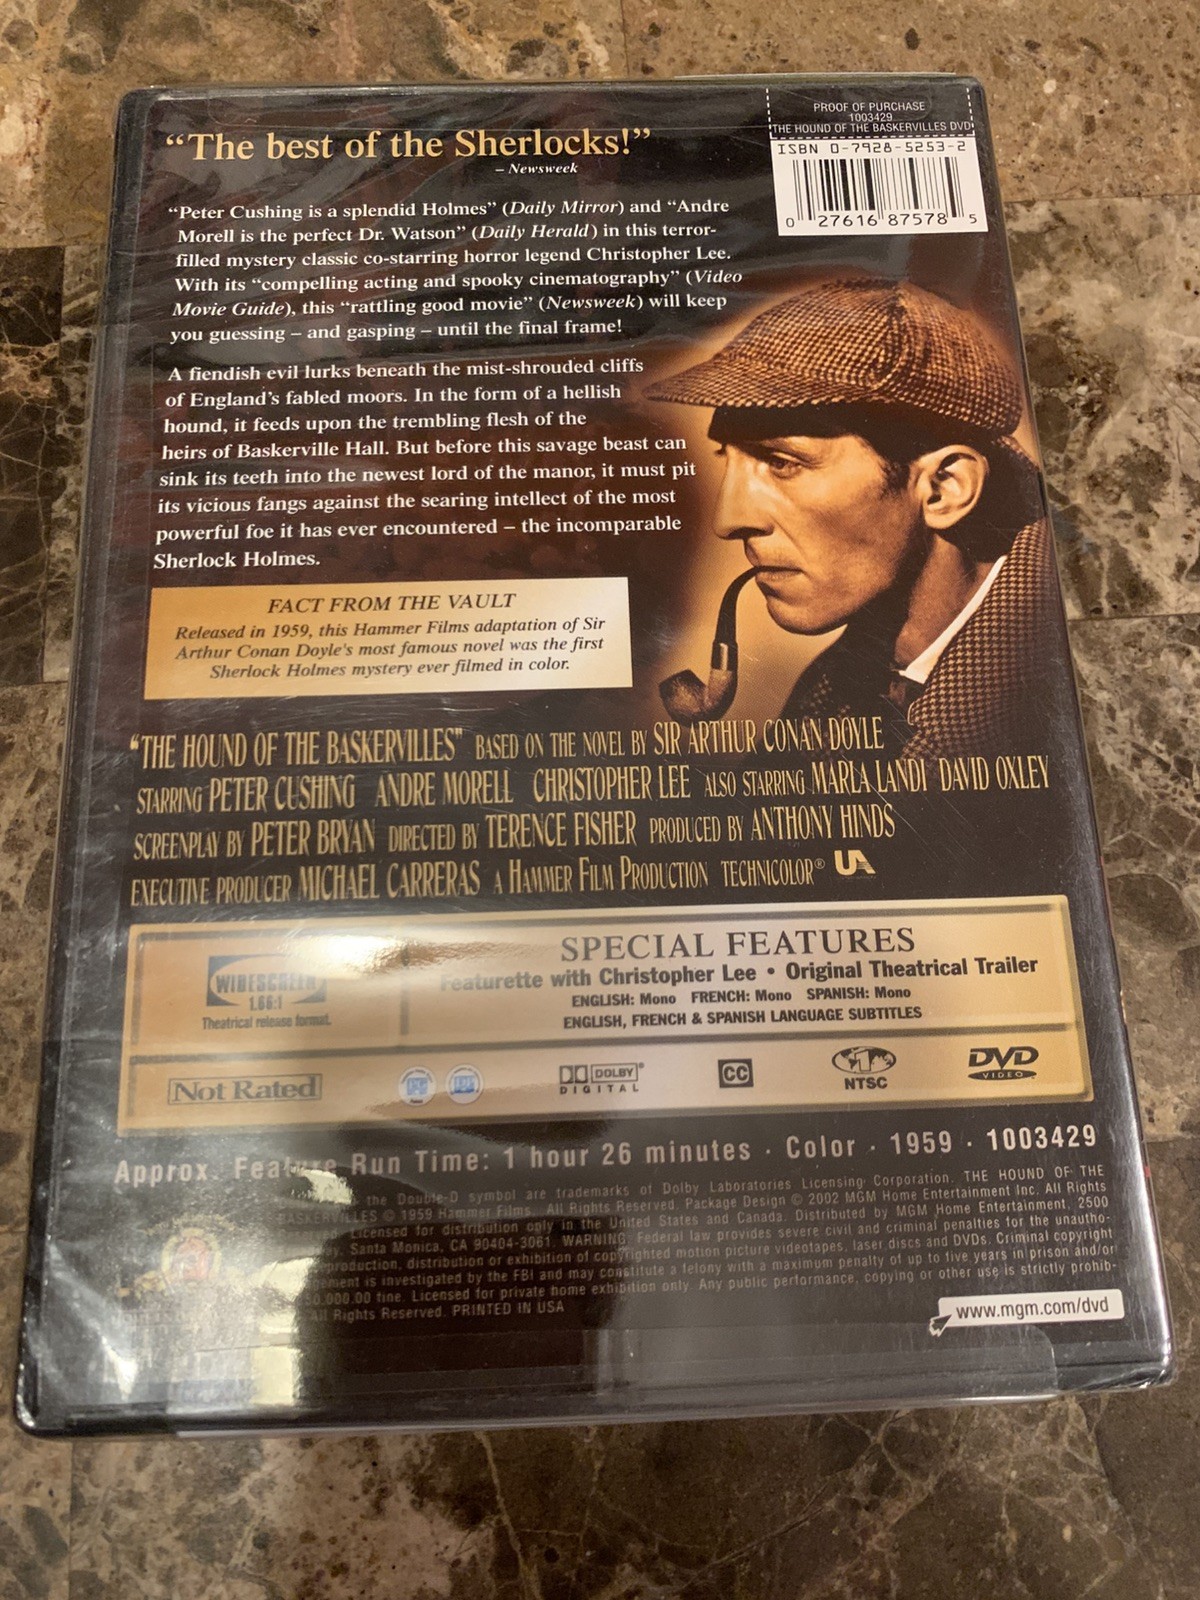 PROOF OF PURCHASE
1003429
THE HOUND OF THE BASKERVILLES DVD
ISBN 0-7928-5253-2
0 27616 87578 5
“The best of the Sherlocks!”
– Newsweek
“Peter Cushing is a splendid Holmes” (Daily Mirror) and “Andre
Morell is the perfect Dr. Watson” (Daily Herald) in this terror-
filled mystery classic co-starring horror legend Christopher Lee.
With its “compelling acting and spooky cinematography” (Video
Movie Guide), this “rattling good movie” (Newsweek) will keep
you guessing – and gasping – until the final frame!
A fiendish evil lurks beneath the mist-shrouded cliffs
of England’s fabled moors. In the form of a hellish
hound, it feeds upon the trembling flesh of the
heirs of Baskerville Hall. But before this savage beast can
sink its teeth into the newest lord of the manor, it must pit
its vicious fangs against the searing intellect of the most
powerful foe it has ever encountered – the incomparable
Sherlock Holmes.
FACT FROM THE VAULT
Released in 1959, this Hammer Films adaptation of Sir
Arthur Conan Doyle's most famous novel was the first
Sherlock Holmes mystery ever filmed in color.
“THE HOUND OF THE BASKERVILLES” BASED ON THE NOVEL BY SIR ARTHUR CONAN DOYLE
STARRING PETER CUSHING ANDRE MORELL CHRISTOPHER LEE ALSO STARRING MARLA LANDI DAVID OXLEY
SCREENPLAY BY PETER BRYAN DIRECTED BY TERENCE FISHER PRODUCED BY ANTHONY HINDS
EXECUTIVE PRODUCER MICHAEL CARRERAS A HAMMER FILM PRODUCTION TECHNICOLOR® UA
SPECIAL FEATURES
Featurette with Christopher Lee • Original Theatrical Trailer
ENGLISH: Mono FRENCH: Mono SPANISH: Mono
ENGLISH, FRENCH & SPANISH LANGUAGE SUBTITLES
WIDESCREEN
1.66:1
Theatrical release format.
Not Rated
DOLBY
DIGITAL
CC
NTSC
DVD
VIDEO
Approx. Feature Run Time: 1 hour 26 minutes · Color · 1959 · 1003429
the Double-D symbol are trademarks of Dolby Laboratories Licensing Corporation. THE HOUND OF THE
BASKERVILLES © 1959 Hammer Films. All Rights Reserved. Package Design © 2002 MGM Home Entertainment Inc. All Rights
Licensed for distribution only in the United States and Canada. Distributed by MGM Home Entertainment, 2500
Santa Monica, CA 90404-3061. WARNING: Federal law provides severe civil and criminal penalties for the unautho-
reproduction, distribution or exhibition of copyrighted motion picture videotapes, laser discs and DVDs. Criminal copyright
is investigated by the FBI and may constitute a felony with a maximum penalty of up to five years in prison and/or
fine. Licensed for private home exhibition only. Any public performance, copying or other use is strictly prohib-
All Rights Reserved. PRINTED IN USA
www.mgm.com/dvd